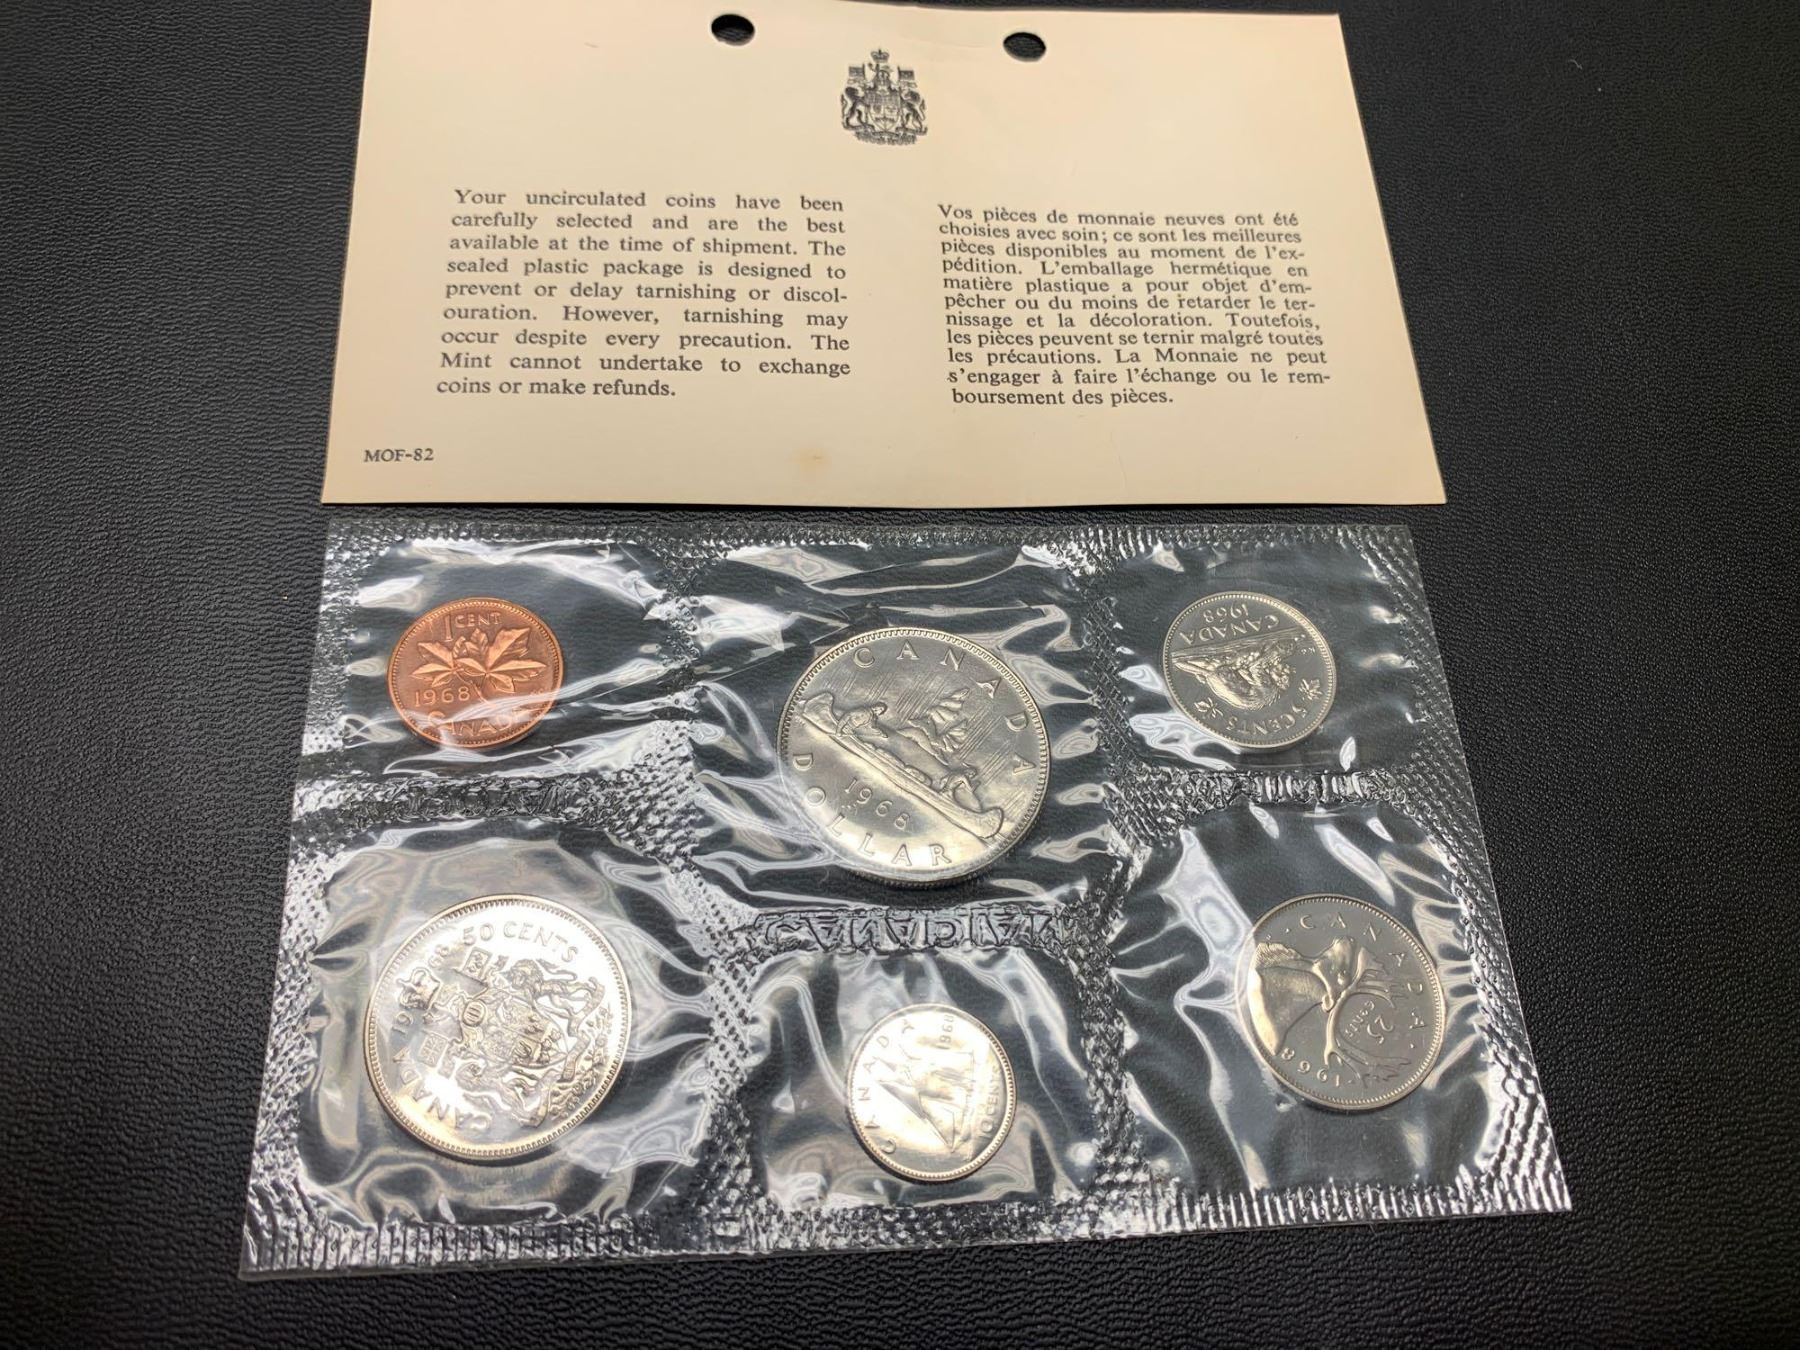 Your uncirculated coins have been
carefully selected and are the best
available at the time of shipment. The
sealed plastic package is designed to
prevent or delay tarnishing or discol-
ouration. However, tarnishing may
occur despite every precaution. The
Mint cannot undertake to exchange
coins or make refunds.
Vos pièces de monnaie neuves ont été
choisies avec soin; ce sont les meilleures
pièces disponibles au moment de l'ex-
pédition. L'emballage hermétique en
matière plastique a pour objet d'em-
pêcher ou du moins de retarder le ter-
nissage et la décoloration. Toutefois,
les pièces peuvent se ternir malgré toutes
les précautions. La Monnaie ne peut
s'engager à faire l'échange ou le rem-
boursement des pièces.
MOF-82
1 CENT
1968
CANADA
CANADA
1968
DOLLAR
1968
CANADA
5 CENTS
50 CENTS
1968
CANADA
CANADA
1968
10 CENTS
CANADA
25
cents
1968